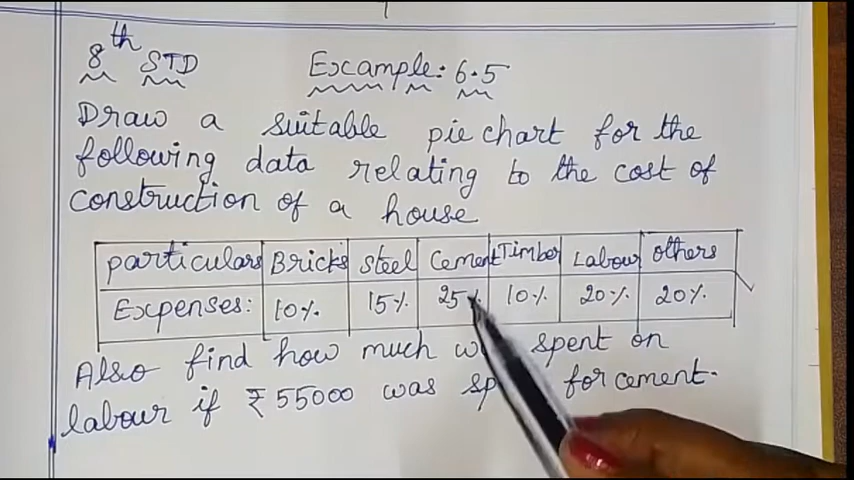 8th STD Example: 6.5
Draw a suitable pie chart for the
following data relating to the cost of
construction of a house
particulars Bricks Steel Cement Timber Labour others
Expenses: 10% 15% 25% 10% 20% 20%
Also find how much spent on
labour if ₹55000 was for cement.